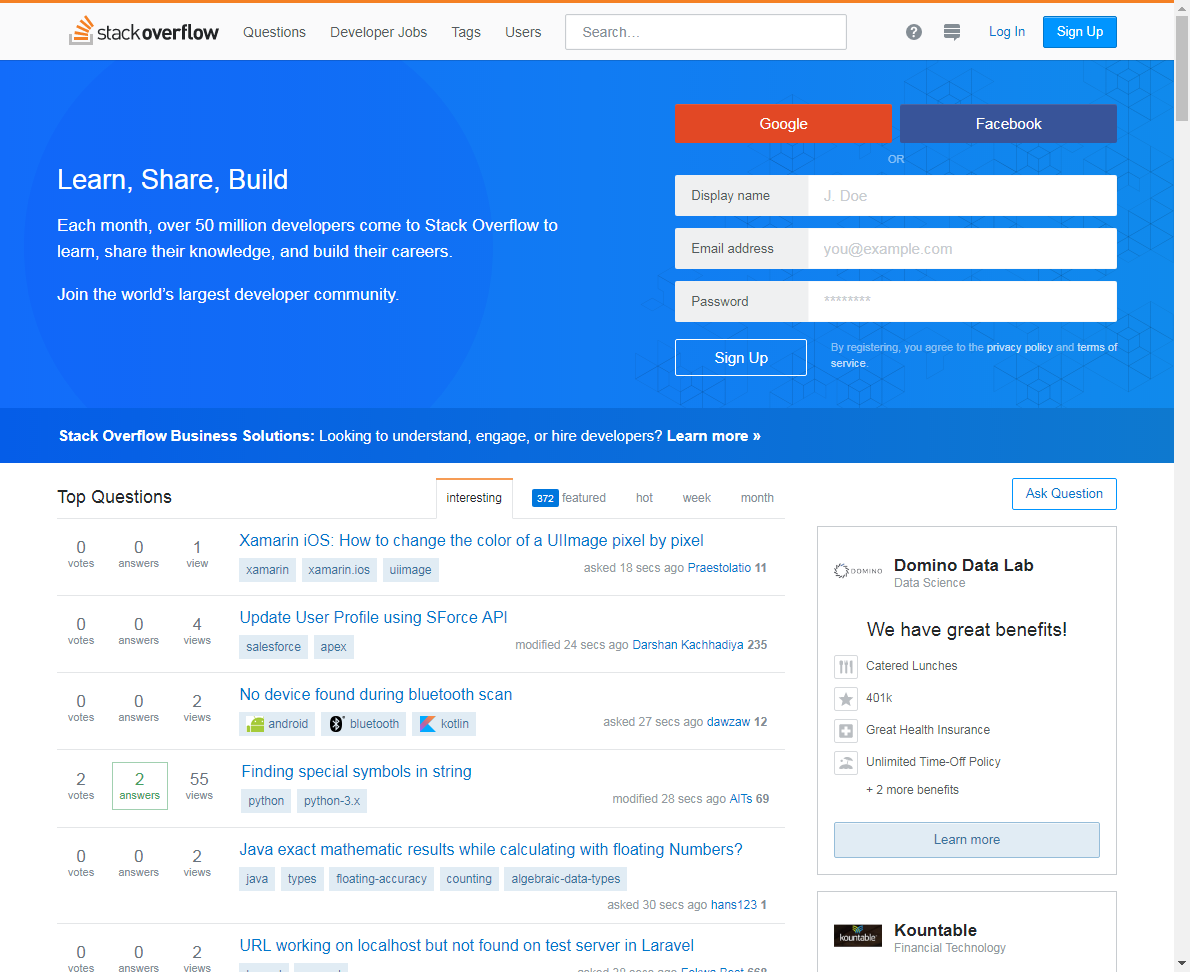 stack overflow Questions Developer Jobs Tags Users Search... Log In Sign Up
Google Facebook
OR
Learn, Share, Build
Each month, over 50 million developers come to Stack Overflow to
learn, share their knowledge, and build their careers.
Join the world's largest developer community.
Display name J. Doe
Email address you@example.com
Password ********
Sign Up
By registering, you agree to the privacy policy and terms of
service.
Stack Overflow Business Solutions: Looking to understand, engage, or hire developers? Learn more »
Top Questions interesting 372 featured hot week month
0 votes 0 answers 1 view
Xamarin iOS: How to change the color of a UIImage pixel by pixel
xamarin xamarin.ios uiimage
asked 18 secs ago Praestolatio 11
0 votes 0 answers 4 views
Update User Profile using SForce API
salesforce apex
modified 24 secs ago Darshan Kachhadiya 235
0 votes 0 answers 2 views
No device found during bluetooth scan
android bluetooth kotlin
asked 27 secs ago dawzaw 12
2 votes 2 answers 55 views
Finding special symbols in string
python python-3.x
modified 28 secs ago AITs 69
0 votes 0 answers 2 views
Java exact mathematic results while calculating with floating Numbers?
java types floating-accuracy counting algebraic-data-types
asked 30 secs ago hans123 1
0 votes 0 answers 2 views
URL working on localhost but not found on test server in Laravel
Ask Question
DOMINO
Domino Data Lab
Data Science
We have great benefits!
Catered Lunches
401k
Great Health Insurance
Unlimited Time-Off Policy
+ 2 more benefits
Learn more
kountable
Kountable
Financial Technology